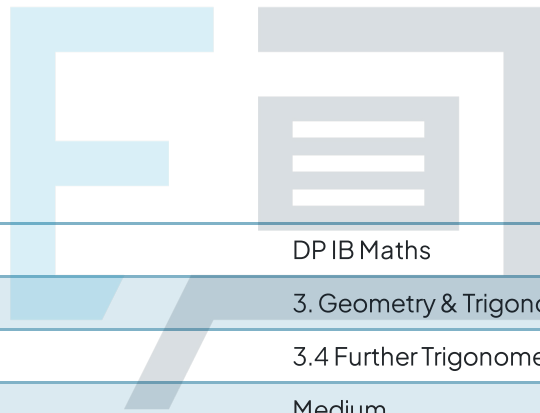 DP IB Maths
3. Geometry & Trigono
3.4 Further Trigonome
Medium